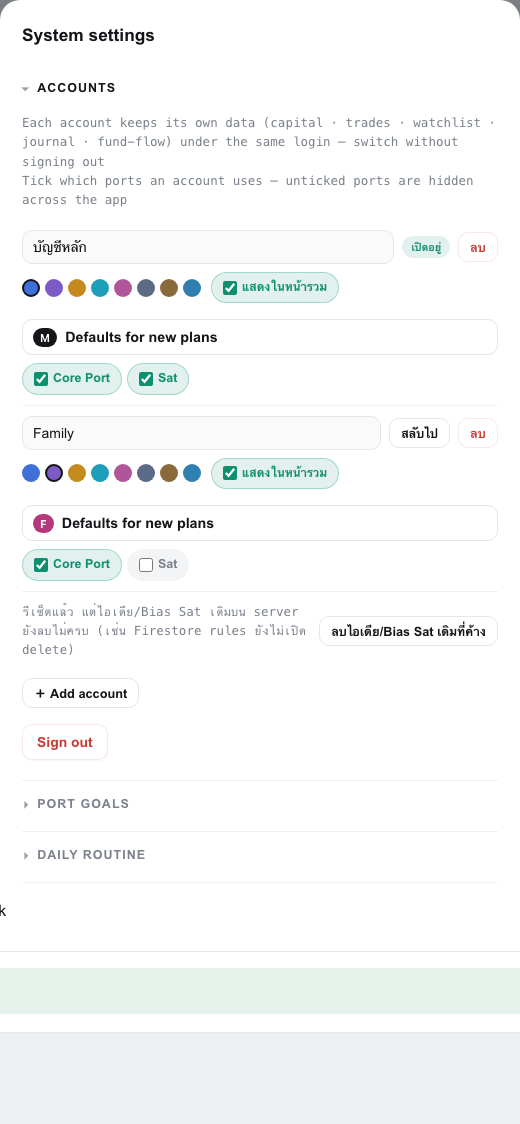 System settings
ACCOUNTS
Each account keeps its own data (capital · trades · watchlist ·
journal · fund-flow) under the same login — switch without
signing out
Tick which ports an account uses — unticked ports are hidden
across the app
บัญชีหลัก
เปิดอยู่
ลบ
แสดงในหน้ารวม
M Defaults for new plans
Core Port
Sat
Family
สลับไป
ลบ
แสดงในหน้ารวม
F Defaults for new plans
Core Port
Sat
รีเซ็ตแล้ว แต่ไอเดีย/Bias Sat เดิมบน server
ยังลบไม่ครบ (เช่น Firestore rules ยังไม่เปิด
delete)
ลบไอเดีย/Bias Sat เดิมที่ค้าง
+ Add account
Sign out
PORT GOALS
DAILY ROUTINE
k